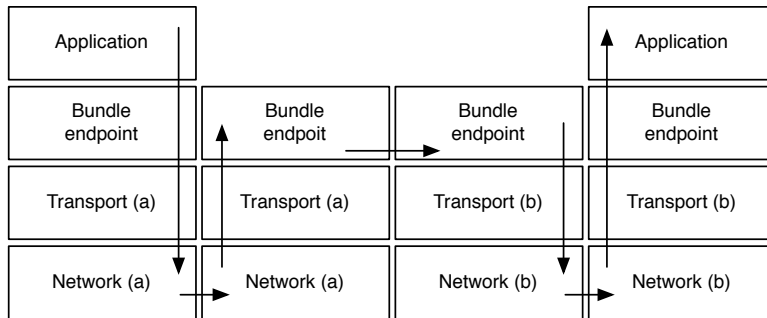 Application
Application
Bundle
endpoint
Bundle
endpoit
Bundle
endpoint
Bundle
endpoint
Transport (a)
Transport (a)
Transport (b)
Transport (b)
Network (a)
Network (a)
Network (b)
Network (b)